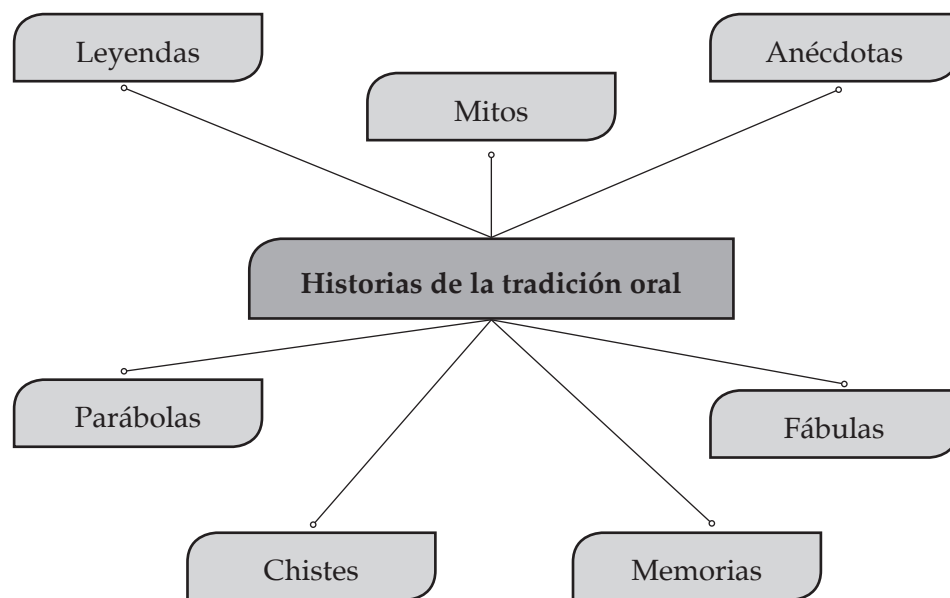 Leyendas
Anécdotas
Mitos
Historias de la tradición oral
Parábolas
Fábulas
Chistes
Memorias